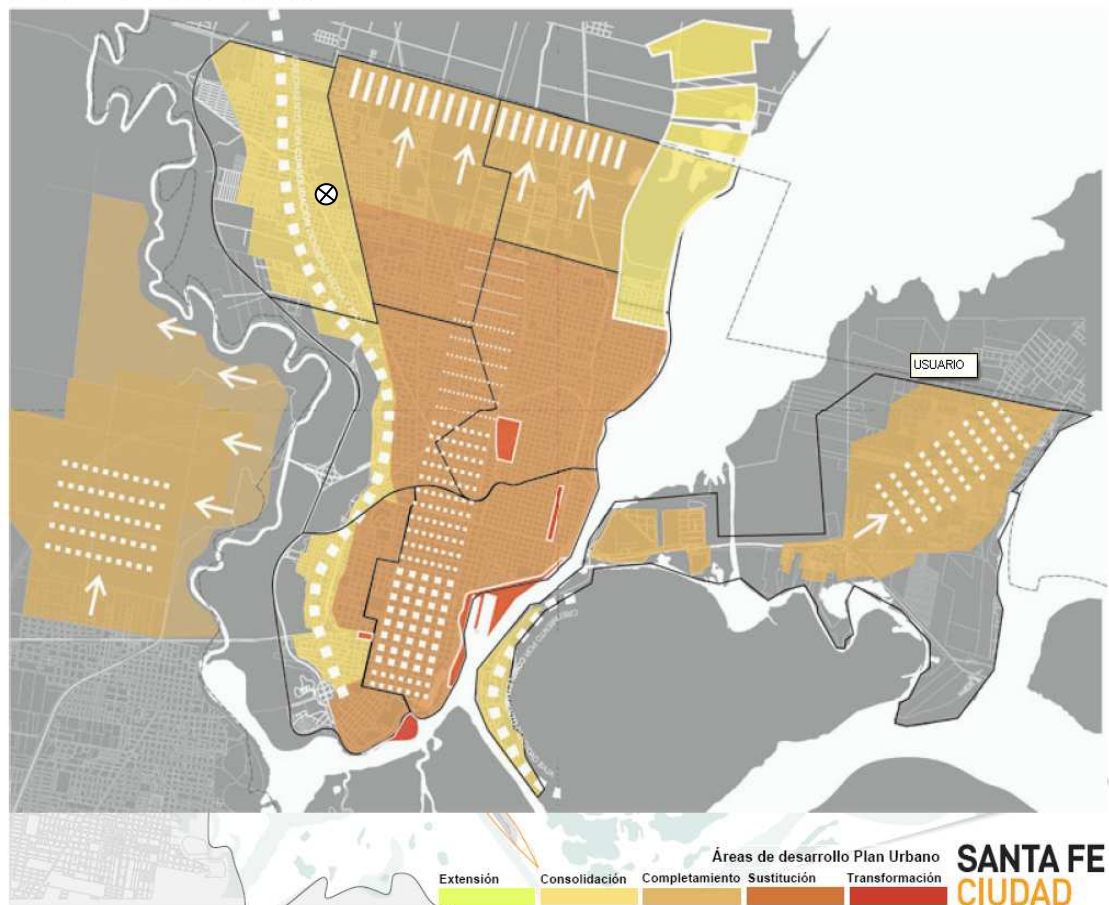 USUARIO
Áreas de desarrollo Plan Urbano
Extensión Consolidación Completamiento Sustitución Transformación
SANTA FE
CIUDAD